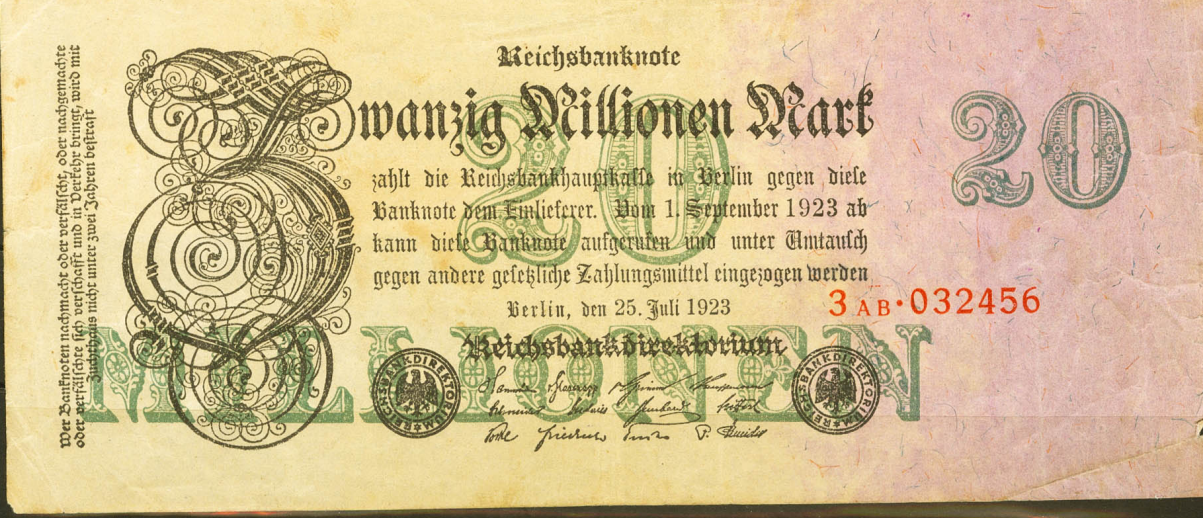 Reichsbanknote
Zwanzig Millionen Mark
20
20
zahlt die Reichsbankhauptkasse in Berlin gegen diese
Banknote dem Einlieferer. Vom 1. September 1923 ab
kann diese Banknote aufgerufen und unter Umtausch
gegen andere gesetzliche Zahlungsmittel eingezogen werden
Berlin, den 25. Juli 1923
3 AB·032456
Reichsbankdirektorium
MILLIONEN
REICHSBANKDIREKTORIUM
REICHSBANKDIREKTORIUM
Wer Banknoten nachmacht oder verfälscht, oder nachgemachte
oder verfälschte sich verschafft und in Verkehr bringt, wird mit
Zuchthaus nicht unter zwei Jahren bestraft